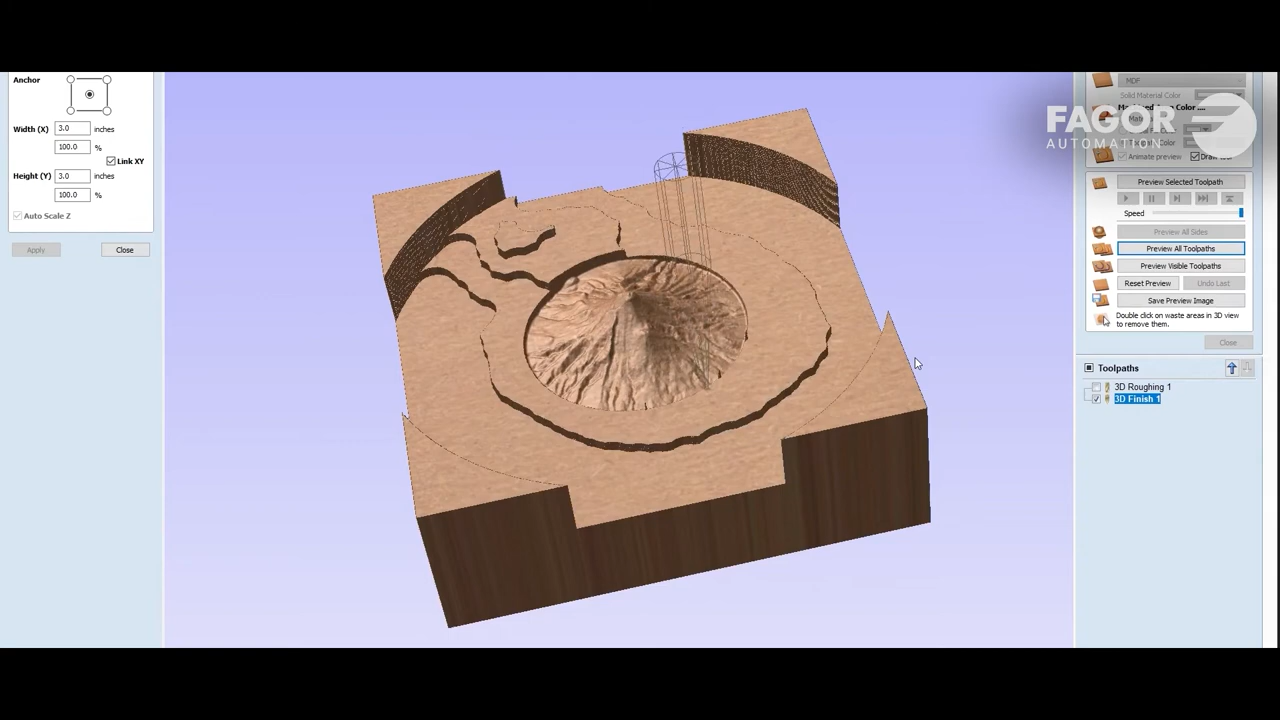 Anchor
Width (X) 3.0 inches
100.0 %
Link XY
Height (Y) 3.0 inches
100.0 %
Auto Scale Z
Apply Close
MDF
Solid Material Color
FAGOR
AUTOMATION
Animate preview
Preview Selected Toolpath
Speed
Preview All Sides
Preview All Toolpaths
Preview Visible Toolpaths
Reset Preview Undo Last
Save Preview Image
Double click on waste areas in 3D view
to remove them.
Close
Toolpaths
3D Roughing 1
3D Finish 1